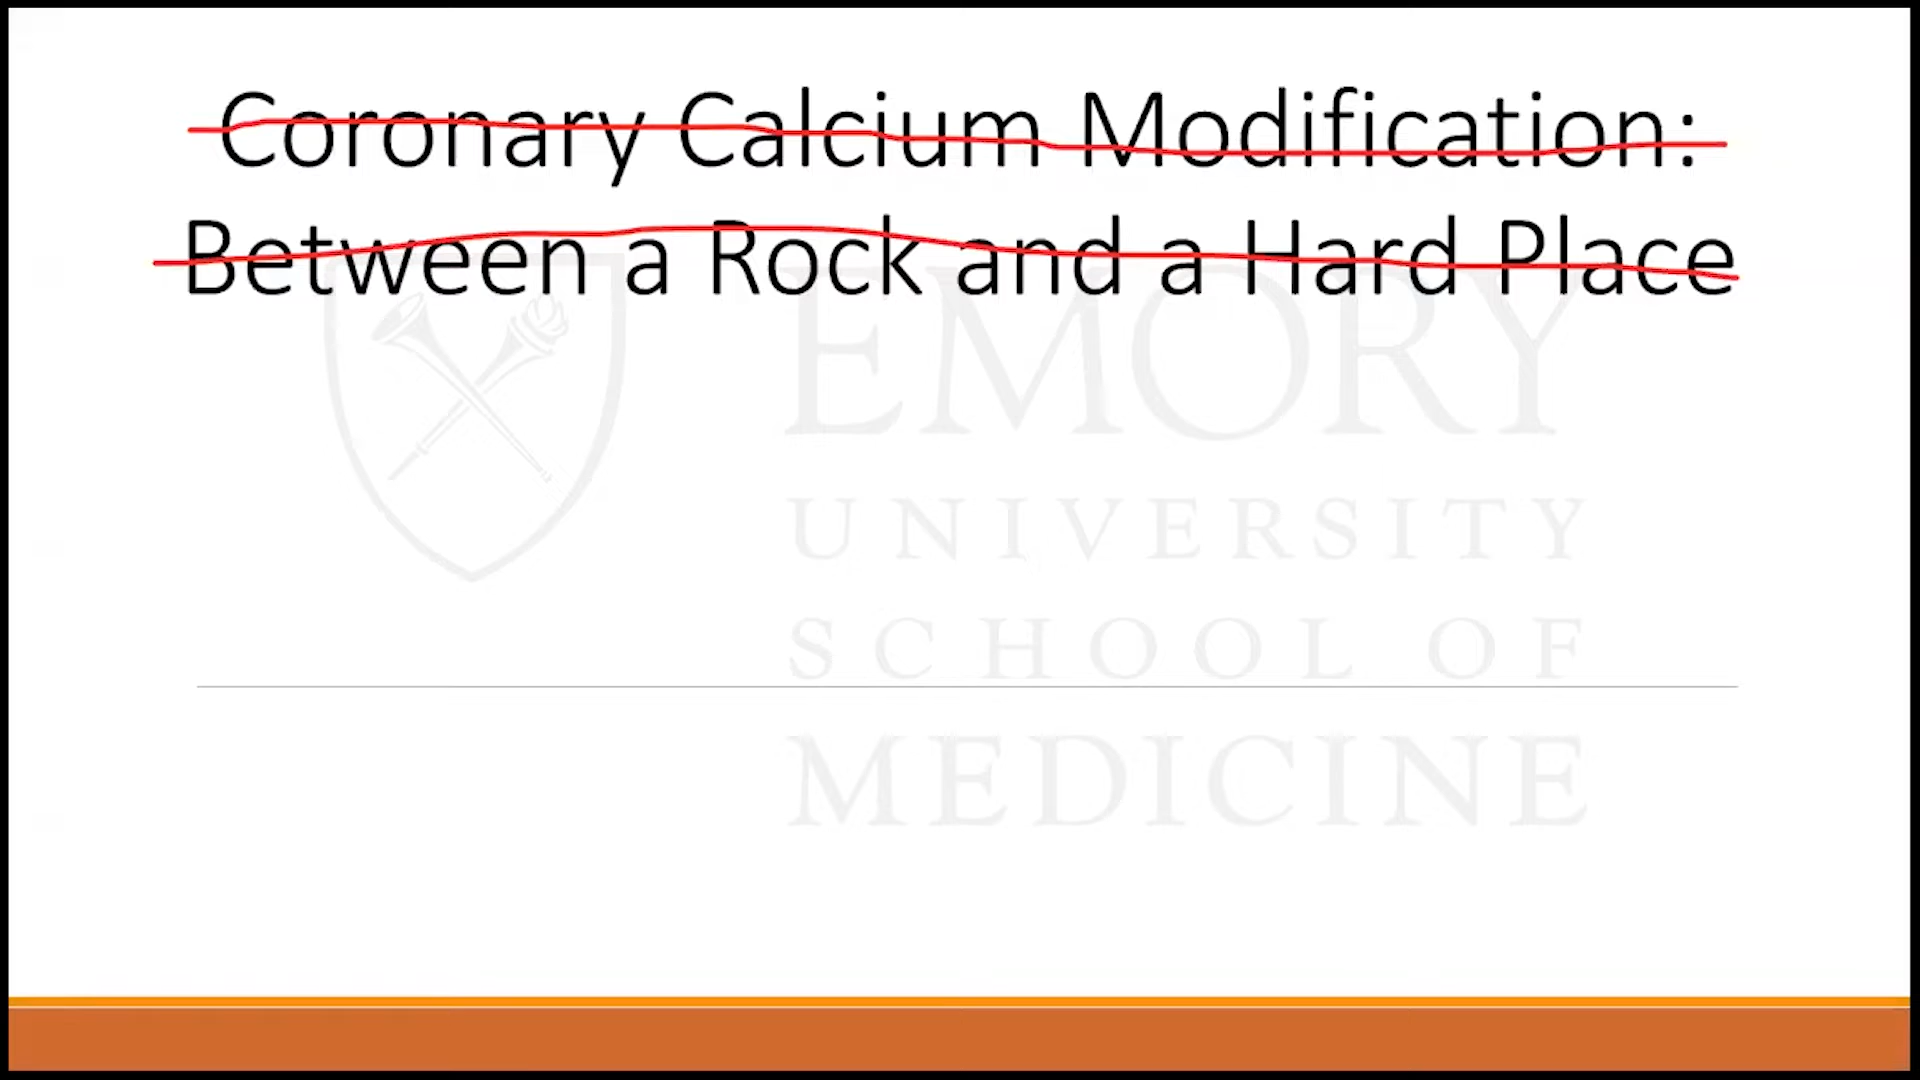 Coronary Calcium Modification:
Between a Rock and a Hard Place
EMORY
UNIVERSITY
SCHOOL OF
MEDICINE